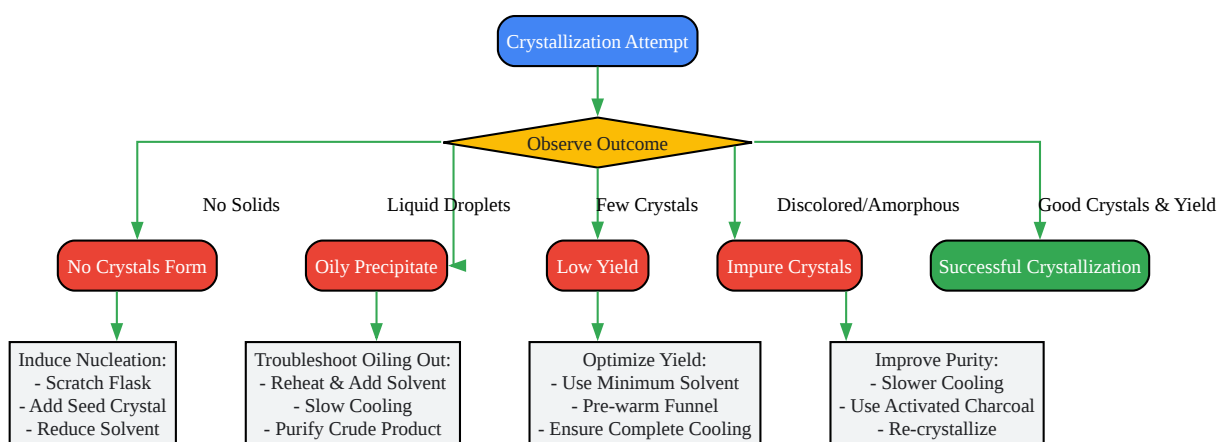 Crystallization Attempt
Observe Outcome
No Solids
Liquid Droplets
Few Crystals
Discolored/Amorphous
Good Crystals & Yield
No Crystals Form
Oily Precipitate
Low Yield
Impure Crystals
Successful Crystallization
Induce Nucleation:
- Scratch Flask
- Add Seed Crystal
- Reduce Solvent
Troubleshoot Oiling Out:
- Reheat & Add Solvent
- Slow Cooling
- Purify Crude Product
Optimize Yield:
- Use Minimum Solvent
- Pre-warm Funnel
- Ensure Complete Cooling
Improve Purity:
- Slower Cooling
- Use Activated Charcoal
- Re-crystallize